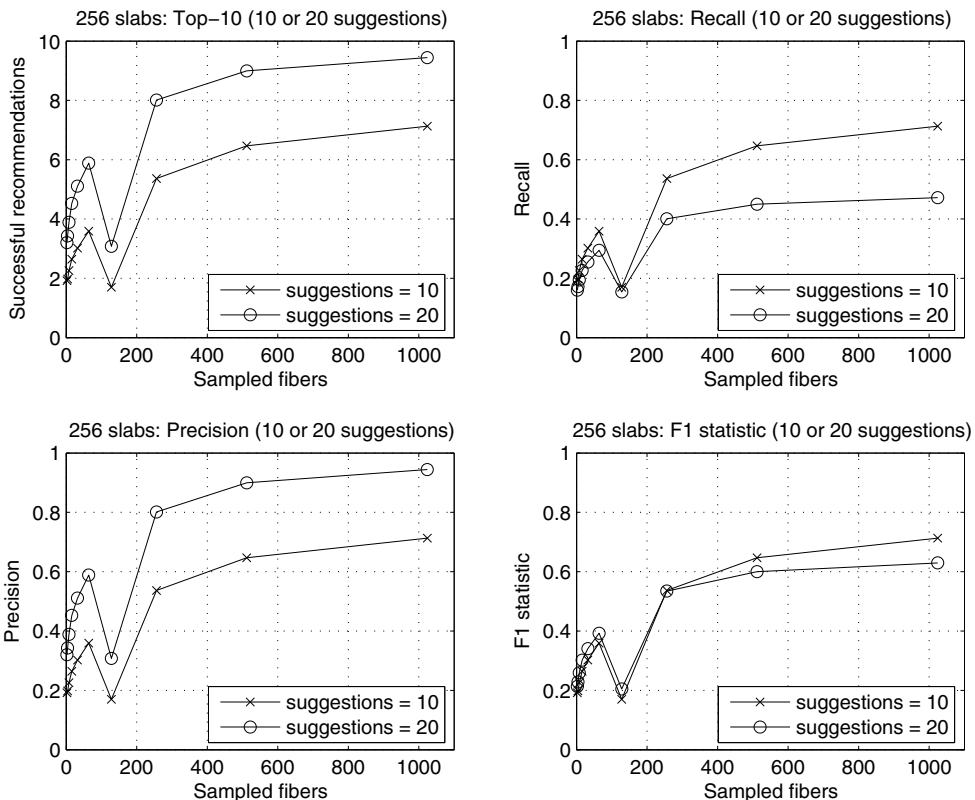 256 slabs: Top−10 (10 or 20 suggestions)
10
8
6
4
2
0
Successful recommendations
suggestions = 10
suggestions = 20
0 200 400 600 800 1000
Sampled fibers
256 slabs: Recall (10 or 20 suggestions)
1
0.8
0.6
0.4
0.2
0
Recall
suggestions = 10
suggestions = 20
0 200 400 600 800 1000
Sampled fibers
256 slabs: Precision (10 or 20 suggestions)
1
0.8
0.6
0.4
0.2
0
Precision
suggestions = 10
suggestions = 20
0 200 400 600 800 1000
Sampled fibers
256 slabs: F1 statistic (10 or 20 suggestions)
1
0.8
0.6
0.4
0.2
0
F1 statistic
suggestions = 10
suggestions = 20
0 200 400 600 800 1000
Sampled fibers